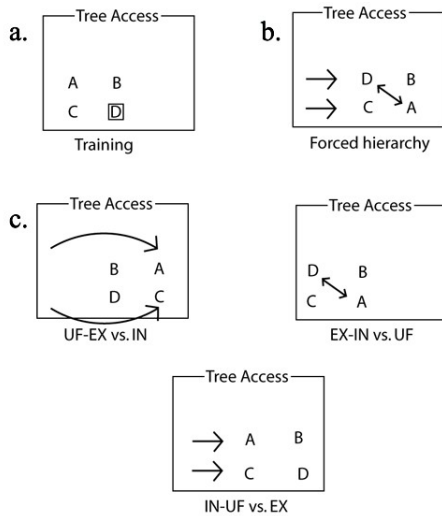 a.
Tree Access
A B
C D
Training
b.
Tree Access
D B
C A
Forced hierarchy
c.
Tree Access
B A
D C
UF-EX vs. IN
Tree Access
D B
C A
EX-IN vs. UF
Tree Access
A B
C D
IN-UF vs. EX